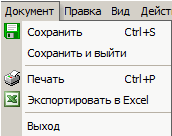 Документ Правка Вид Дейст
Сохранить Ctrl+S
Сохранить и выйти
Печать Ctrl+P
Экспортировать в Excel
Выход